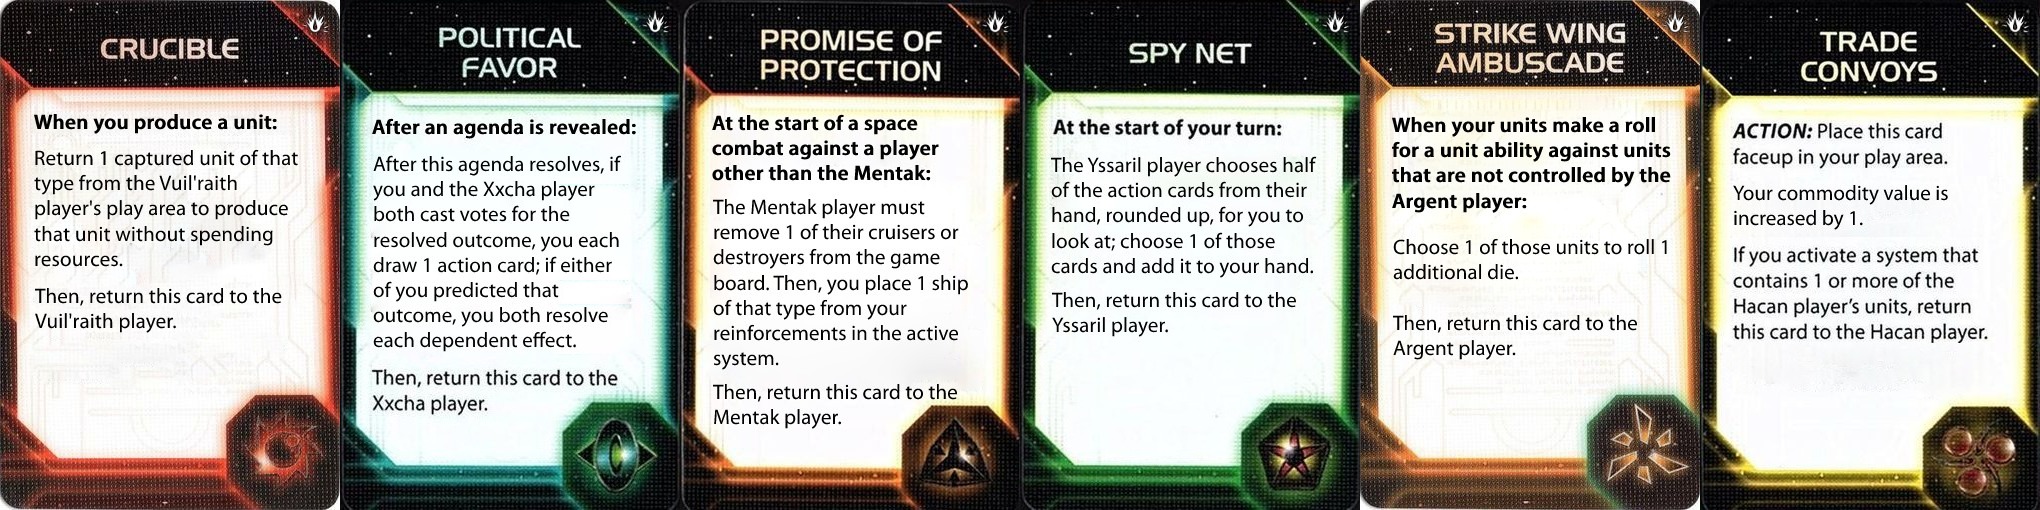 CRUCIBLE
When you produce a unit:
Return 1 captured unit of that
type from the Vuil'raith
player's play area to produce
that unit without spending
resources.
Then, return this card to the
Vuil'raith player.
POLITICAL
FAVOR
After an agenda is revealed:
After this agenda resolves, if
you and the Xxcha player
both cast votes for the
resolved outcome, you each
draw 1 action card; if either
of you predicted that
outcome, you both resolve
each dependent effect.
Then, return this card to the
Xxcha player.
PROMISE OF
PROTECTION
At the start of a space
combat against a player
other than the Mentak:
The Mentak player must
remove 1 of their cruisers or
destroyers from the game
board. Then, you place 1 ship
of that type from your
reinforcements in the active
system.
Then, return this card to the
Mentak player.
SPY NET
At the start of your turn:
The Yssaril player chooses half
of the action cards from their
hand, rounded up, for you to
look at; choose 1 of those
cards and add it to your hand.
Then, return this card to the
Yssaril player.
STRIKE WING
AMBUSCADE
When your units make a roll
for a unit ability against units
that are not controlled by the
Argent player:
Choose 1 of those units to roll 1
additional die.
Then, return this card to the
Argent player.
TRADE
CONVOYS
ACTION: Place this card
faceup in your play area.
Your commodity value is
increased by 1.
If you activate a system that
contains 1 or more of the
Hacan player's units, return
this card to the Hacan player.